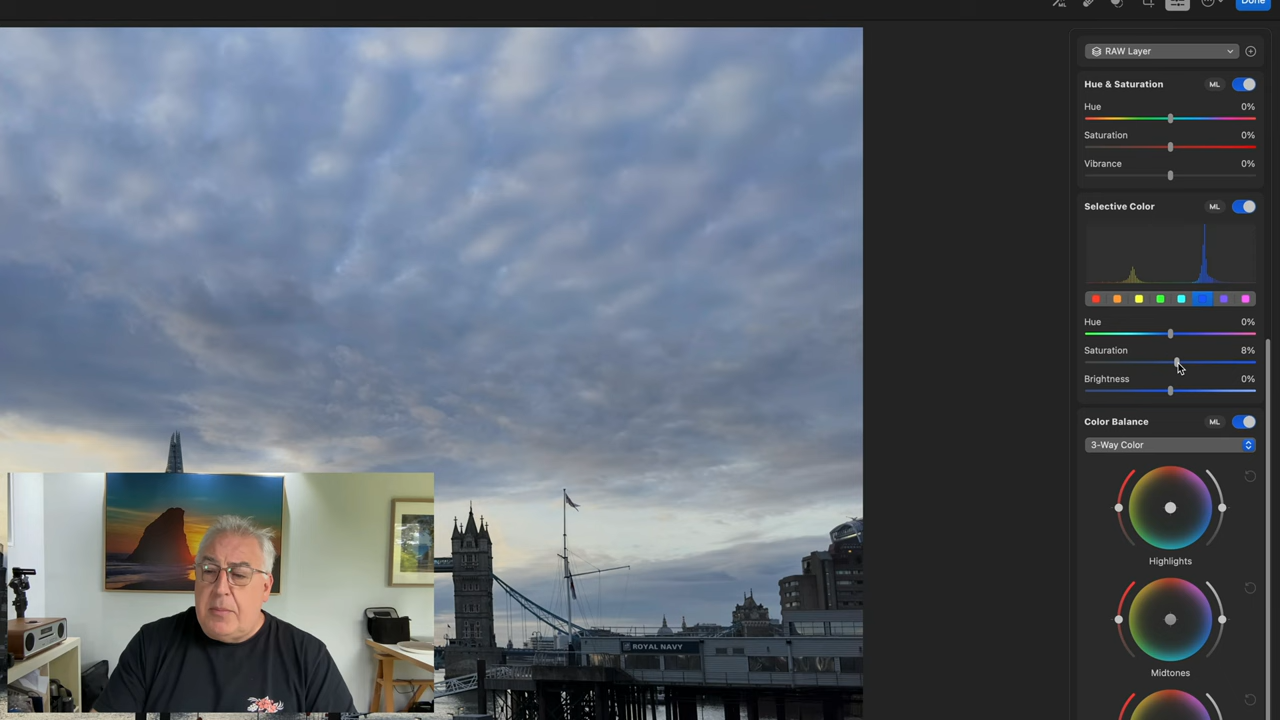 Done
RAW Layer
Hue & Saturation ML
Hue 0%
Saturation 0%
Vibrance 0%
Selective Color ML
Hue 0%
Saturation 8%
Brightness 0%
Color Balance ML
3-Way Color
Highlights
Midtones
ROYAL NAVY